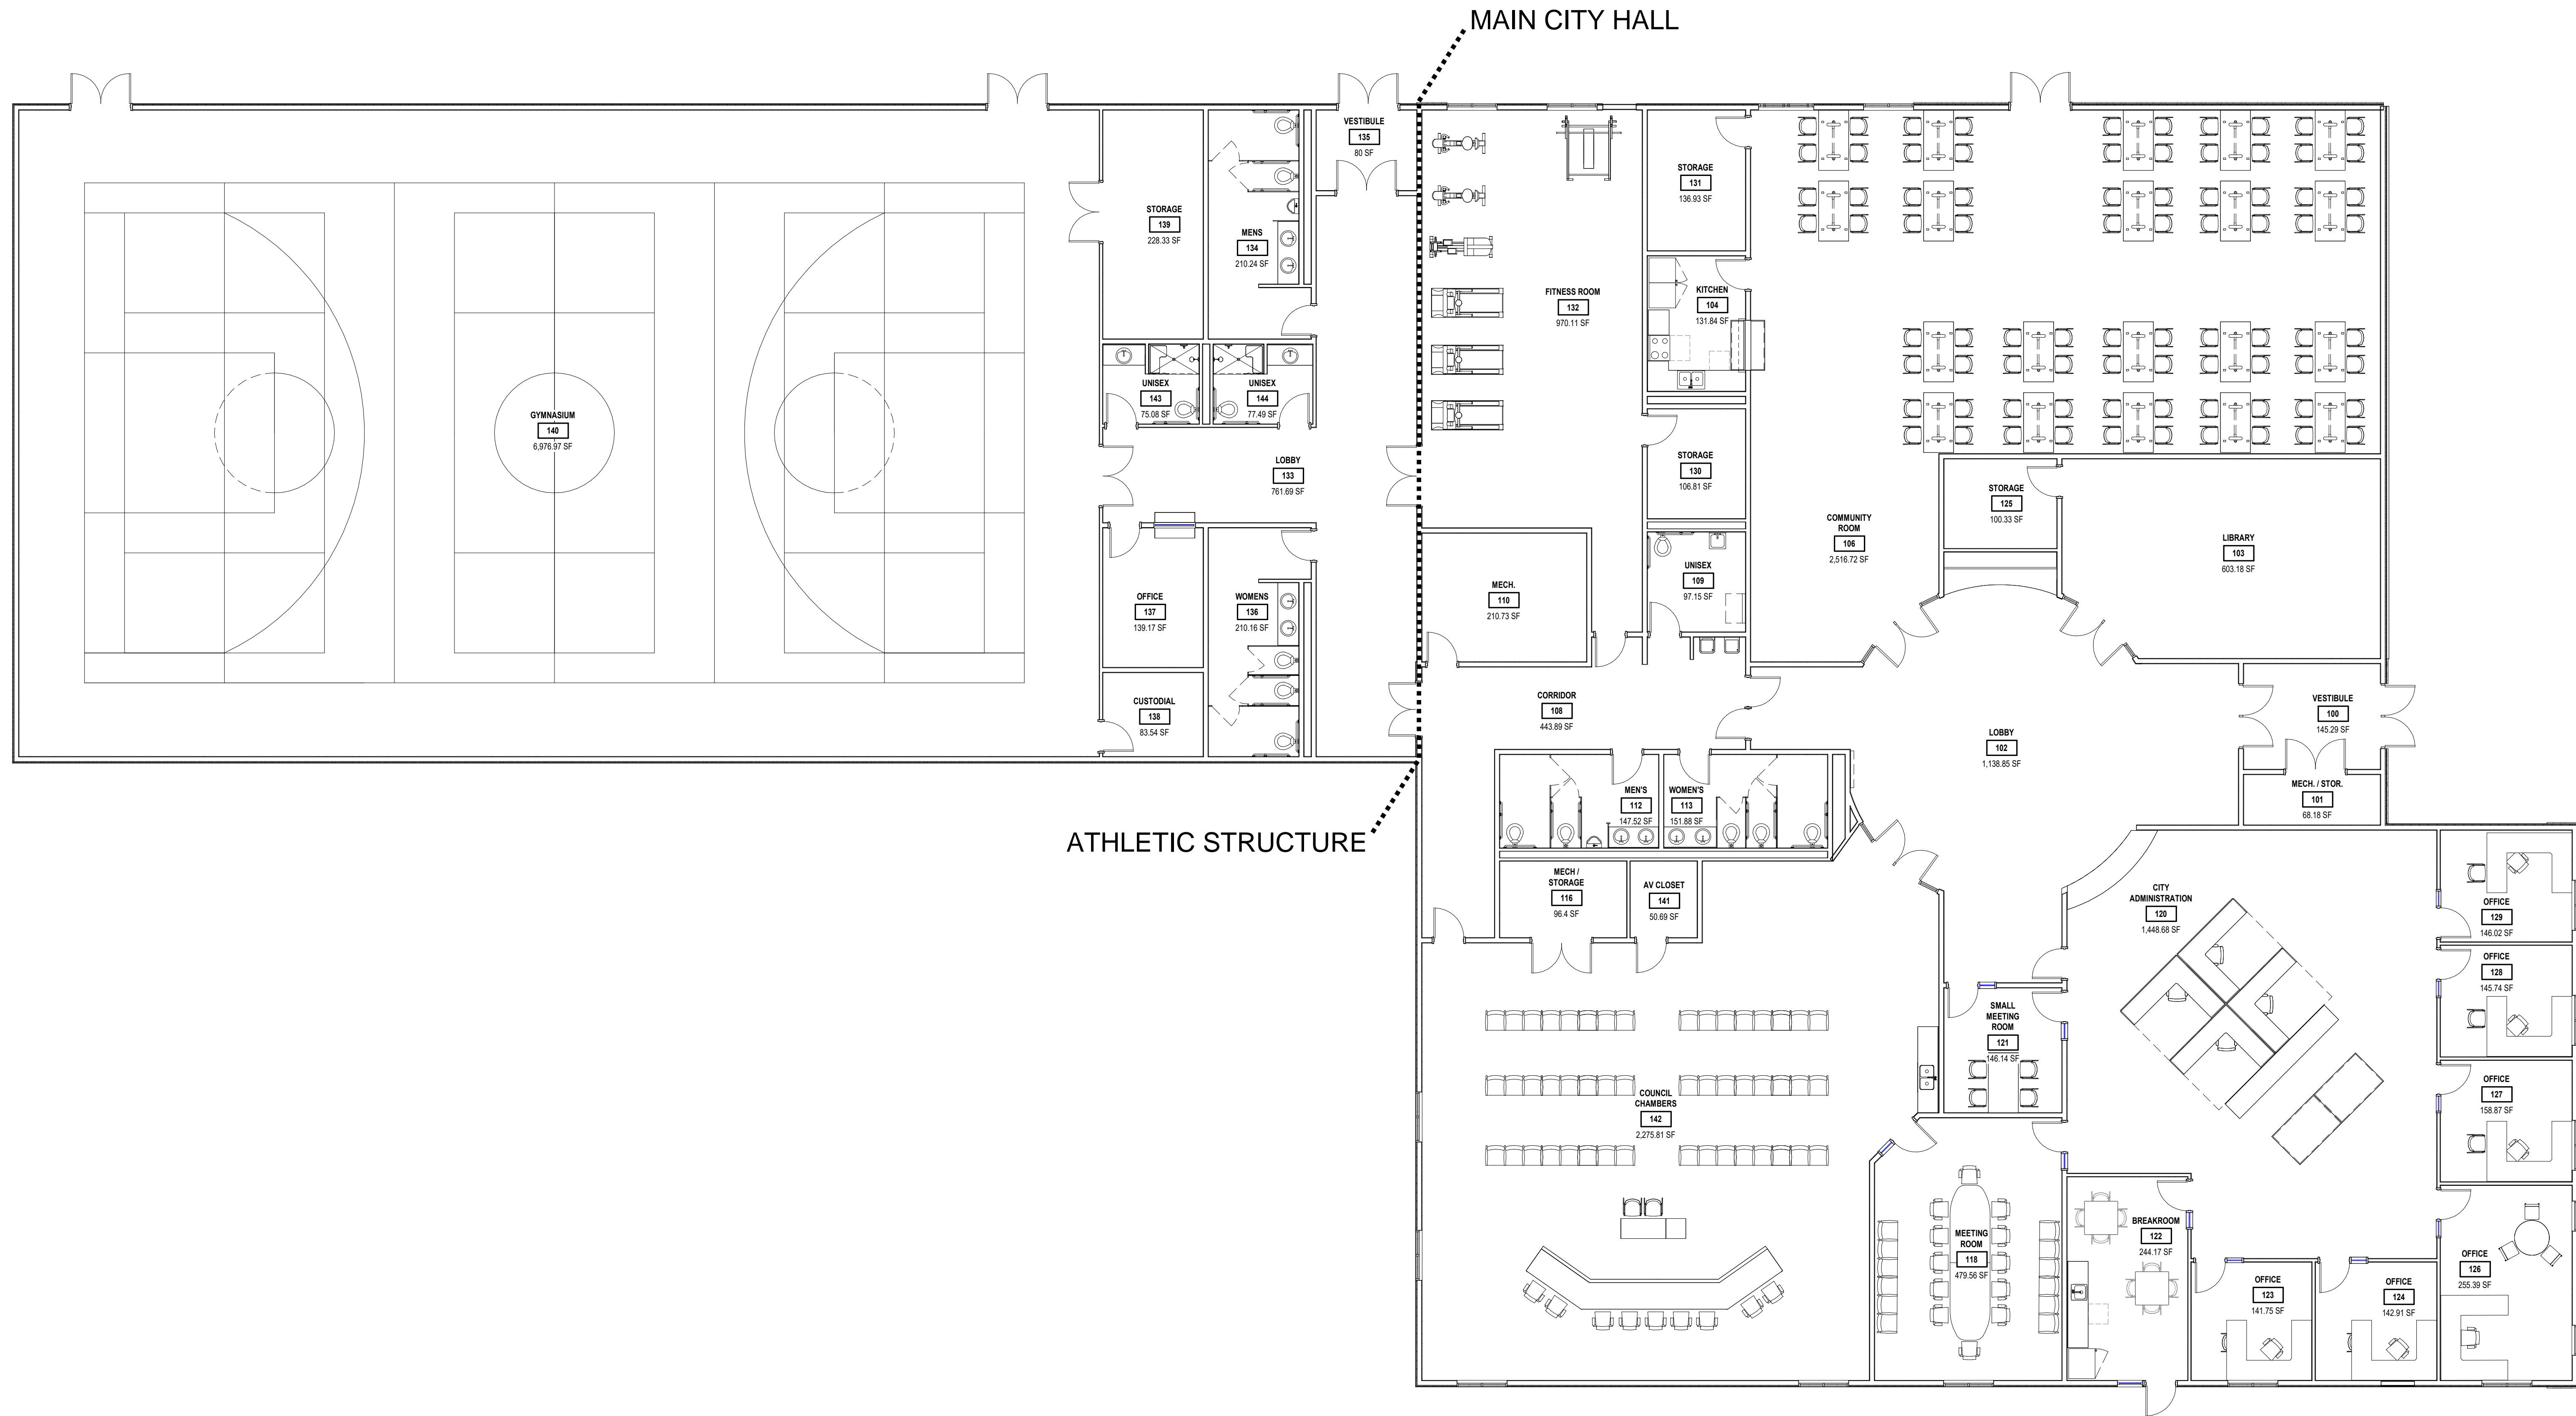 MAIN CITY HALL
VESTIBULE
135
80 SF
STORAGE
139
228.33 SF
MENS
134
210.24 SF
STORAGE
131
136.93 SF
FITNESS ROOM
132
970.11 SF
KITCHEN
104
131.84 SF
UNISEX
143
75.08 SF
UNISEX
144
77.49 SF
GYMNASIUM
140
6,976.97 SF
LOBBY
133
761.69 SF
STORAGE
130
106.81 SF
COMMUNITY
ROOM
106
2,516.72 SF
STORAGE
125
100.33 SF
LIBRARY
103
603.18 SF
OFFICE
137
139.17 SF
WOMENS
136
210.16 SF
MECH.
110
210.73 SF
UNISEX
109
97.15 SF
CUSTODIAL
138
83.54 SF
CORRIDOR
108
443.89 SF
LOBBY
102
1,138.85 SF
VESTIBULE
100
145.29 SF
MECH. / STOR.
101
68.18 SF
MEN'S
112
147.52 SF
WOMEN'S
113
151.88 SF
ATHLETIC STRUCTURE
MECH /
STORAGE
116
96.4 SF
AV CLOSET
141
50.69 SF
CITY
ADMINISTRATION
120
1,448.68 SF
OFFICE
129
146.02 SF
OFFICE
128
145.74 SF
SMALL
MEETING
ROOM
121
146.14 SF
OFFICE
127
158.87 SF
COUNCIL
CHAMBERS
142
2,275.81 SF
MEETING
ROOM
118
479.56 SF
BREAKROOM
122
244.17 SF
OFFICE
126
255.39 SF
OFFICE
123
141.75 SF
OFFICE
124
142.91 SF